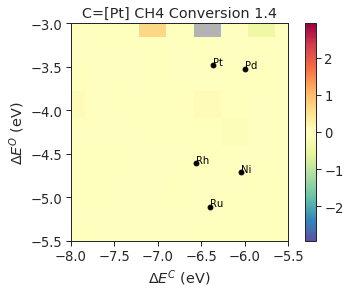 C=[Pt] CH4 Conversion 1.4
−3.0
−3.5
−4.0
−4.5
−5.0
−5.5
ΔE^O (eV)
Pt
Pd
Rh
Ni
Ru
−8.0 −7.5 −7.0 −6.5 −6.0 −5.5
ΔE^C (eV)
2
1
0
−1
−2